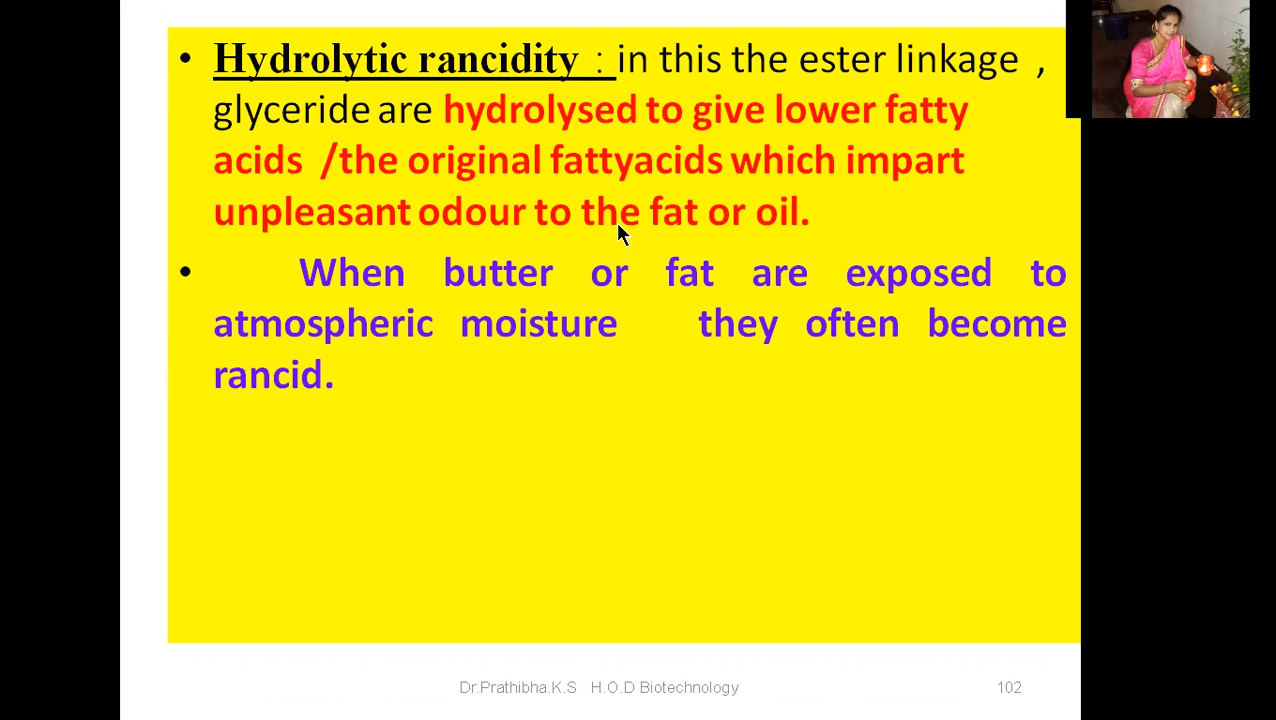 • Hydrolytic rancidity : in this the ester linkage ,
glyceride are hydrolysed to give lower fatty
acids /the original fattyacids which impart
unpleasant odour to the fat or oil.
• When butter or fat are exposed to
atmospheric moisture they often become
rancid.
Dr.Prathibha.K.S H.O.D Biotechnology 102